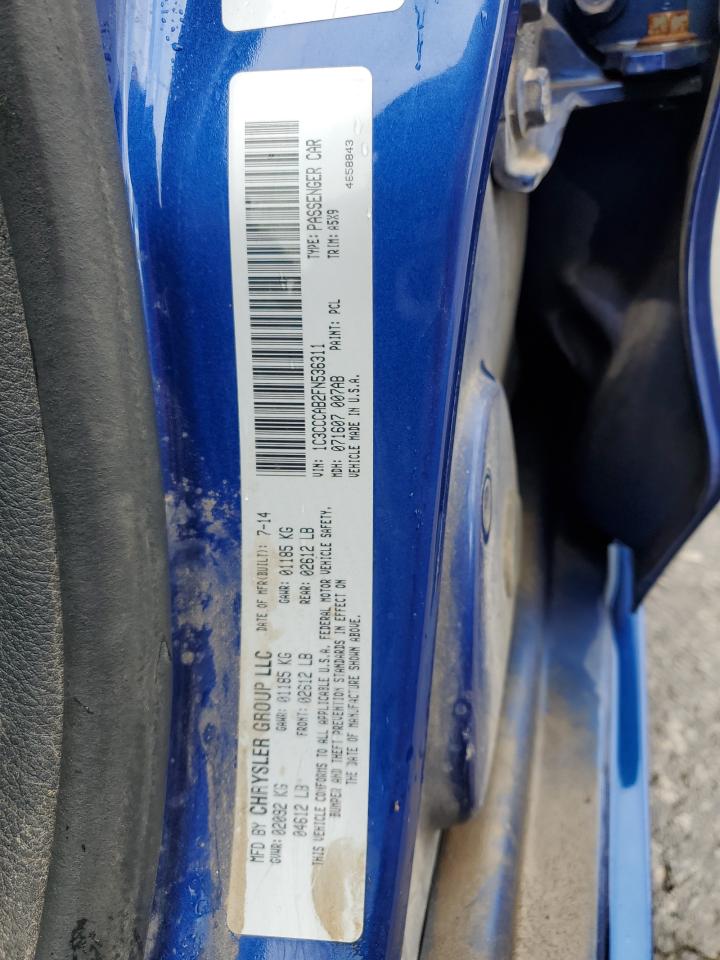 MFD BY CHRYSLER GROUP LLC DATE OF MFR(BUILT): 7-14
GVWR: 02092 KG GAWR: 01185 KG GAWR: 01185 KG
04612 LB FRONT: 02612 LB REAR: 02612 LB
THIS VEHICLE CONFORMS TO ALL APPLICABLE U.S.A. FEDERAL MOTOR VEHICLE SAFETY,
BUMPER AND THEFT PREVENTION STANDARDS IN EFFECT ON
THE DATE OF MANUFACTURE SHOWN ABOVE.
VIN: 1C3CCCAB2FN536311 TYPE: PASSENGER CAR
MDH: 071607 007AB PAINT: PCL TRIM: A5X9
VEHICLE MADE IN U.S.A. 4658843